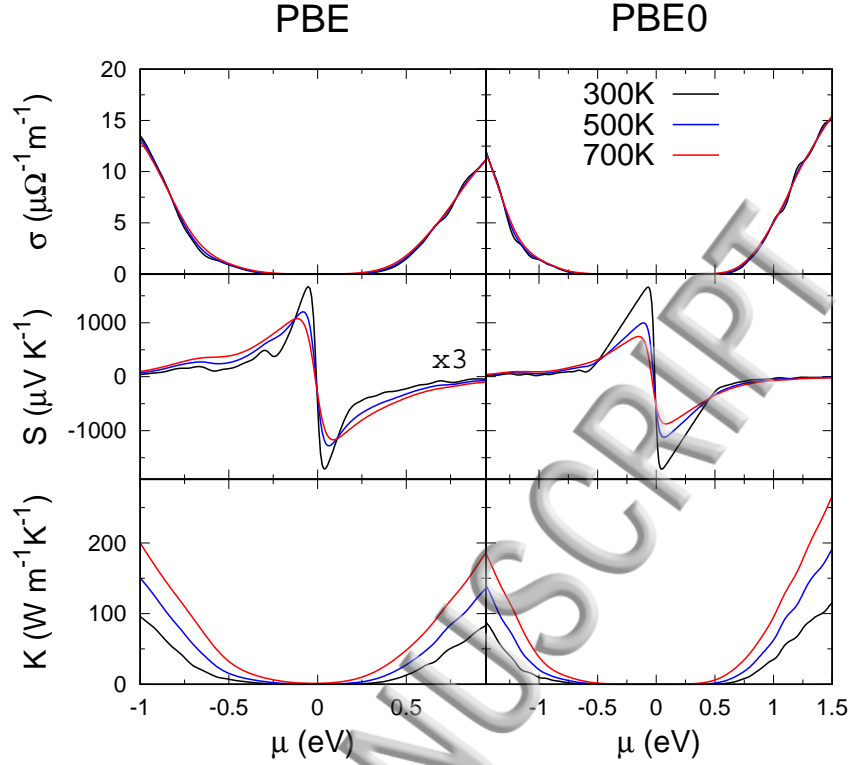 PBE PBE0
20
15
10
5
0
σ (μΩ⁻¹m⁻¹)
300K
500K
700K
1000
0
-1000
S (μV K⁻¹)
x3
200
100
0
K (W m⁻¹K⁻¹)
-1 -0.5 0 0.5 -1 -0.5 0 0.5 1 1.5
μ (eV) μ (eV)
NUSCRIPT